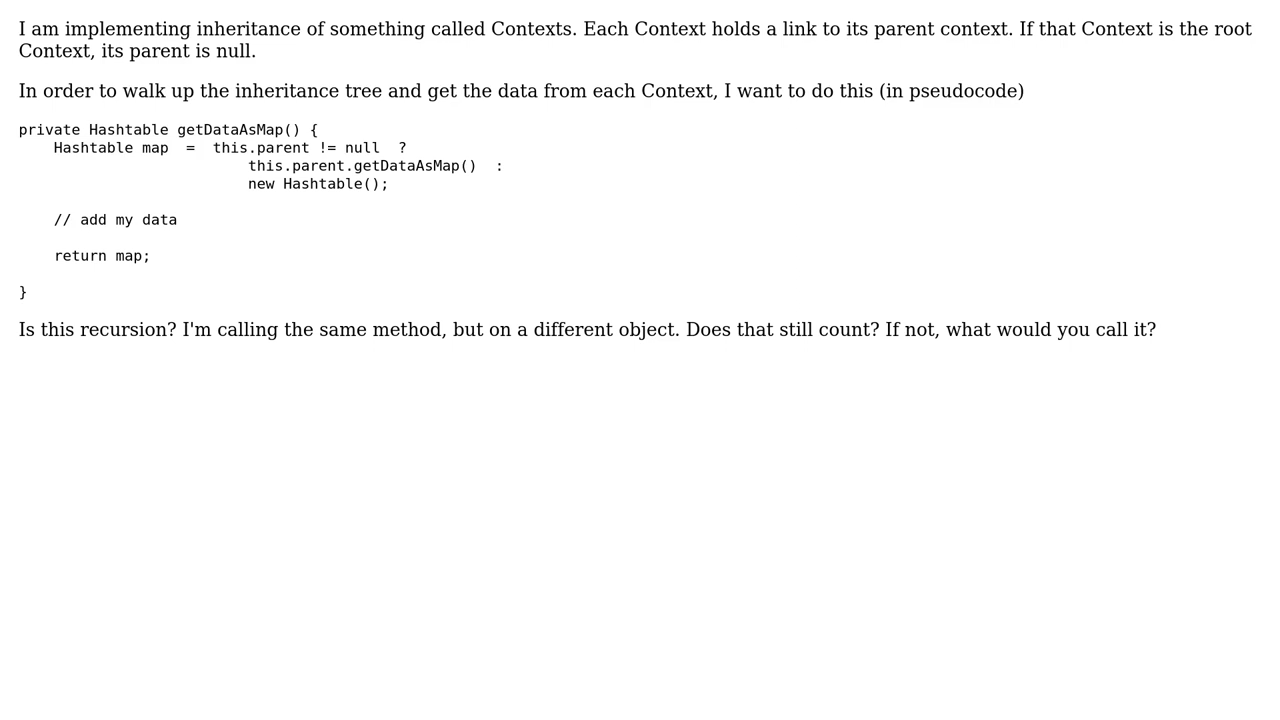 I am implementing inheritance of something called Contexts. Each Context holds a link to its parent context. If that Context is the root
Context, its parent is null.
In order to walk up the inheritance tree and get the data from each Context, I want to do this (in pseudocode)
private Hashtable getDataAsMap() {
    Hashtable map  =  this.parent != null  ?
                          this.parent.getDataAsMap()  :
                          new Hashtable();
    // add my data
    return map;
}
Is this recursion? I'm calling the same method, but on a different object. Does that still count? If not, what would you call it?